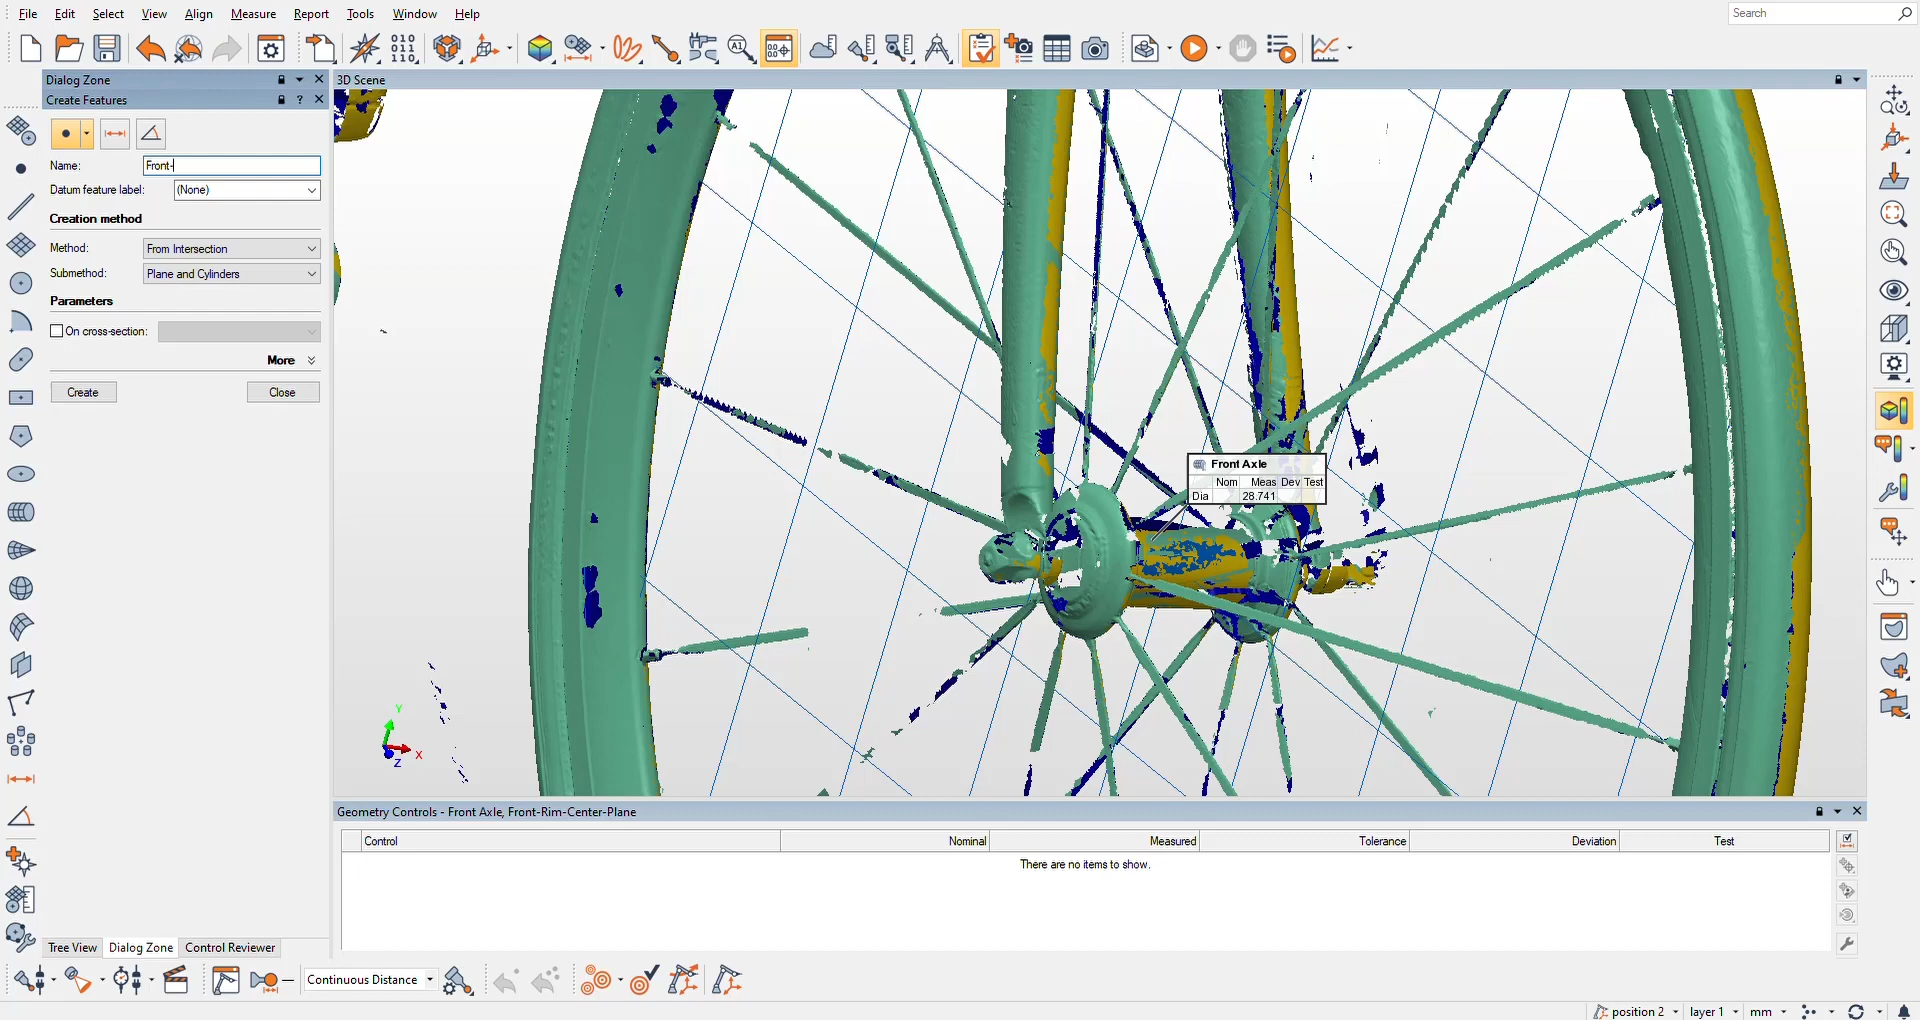 File Edit Select View Align Measure Report Tools Window Help
Search
Dialog Zone
3D Scene
Create Features
Name: Front-
Datum feature label: (None)
Creation method
Method: From Intersection
Submethod: Plane and Cylinders
Parameters
On cross-section:
More
Create Close
Front Axle
Nom Meas Dev Test
Dia 28.741
Y
X
Z
Geometry Controls - Front Axle, Front-Rim-Center-Plane
Control Nominal Measured Tolerance Deviation Test
There are no items to show.
Tree View Dialog Zone Control Reviewer
Continuous Distance
position 2 layer 1 mm